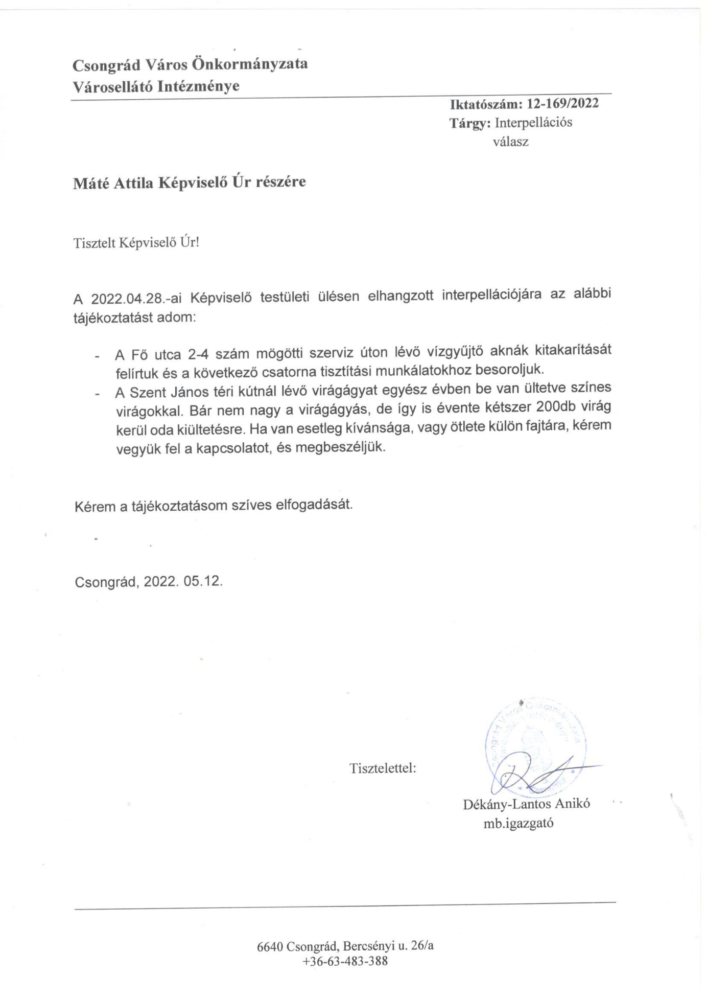 Csongrád Város Önkormányzata
Városellátó Intézménye
Iktatószám: 12-169/2022
Tárgy: Interpellációs
válasz
Máté Attila Képviselő Úr részére
Tisztelt Képviselő Úr!
A 2022.04.28.-ai Képviselő testületi ülésen elhangzott interpellációjára az alábbi
tájékoztatást adom:
- A Fő utca 2-4 szám mögötti szerviz úton lévő vízgyűjtő aknák kitakarítását
felírtuk és a következő csatorna tisztítási munkálatokhoz besoroljuk.
- A Szent János téri kútnál lévő virágágyat egyész évben be van ültetve színes
virágokkal. Bár nem nagy a virágágyás, de így is évente kétszer 200db virág
kerül oda kiültetésre. Ha van esetleg kívánsága, vagy ötlete külön fajtára, kérem
vegyük fel a kapcsolatot, és megbeszéljük.
Kérem a tájékoztatásom szíves elfogadását.
Csongrád, 2022. 05.12.
Csongrád Város Önkormányzata
Városellátó Intézménye
Csongrád
Tisztelettel:
Dékány-Lantos Anikó
mb.igazgató
6640 Csongrád, Bercsényi u. 26/a
+36-63-483-388